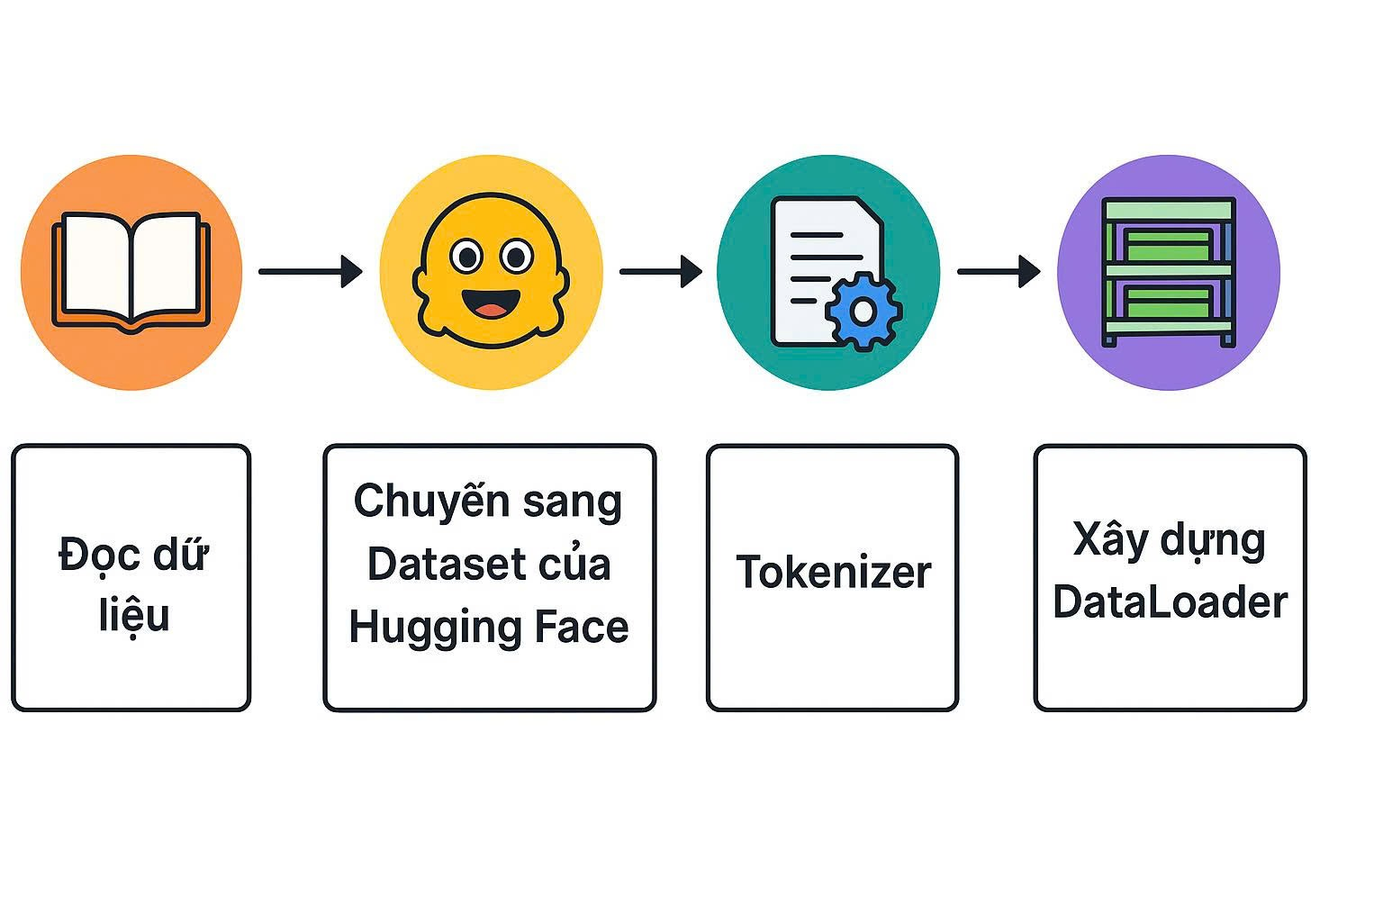 Đọc dữ
liệu
Chuyển sang
Dataset của
Hugging Face
Tokenizer
Xây dựng
DataLoader